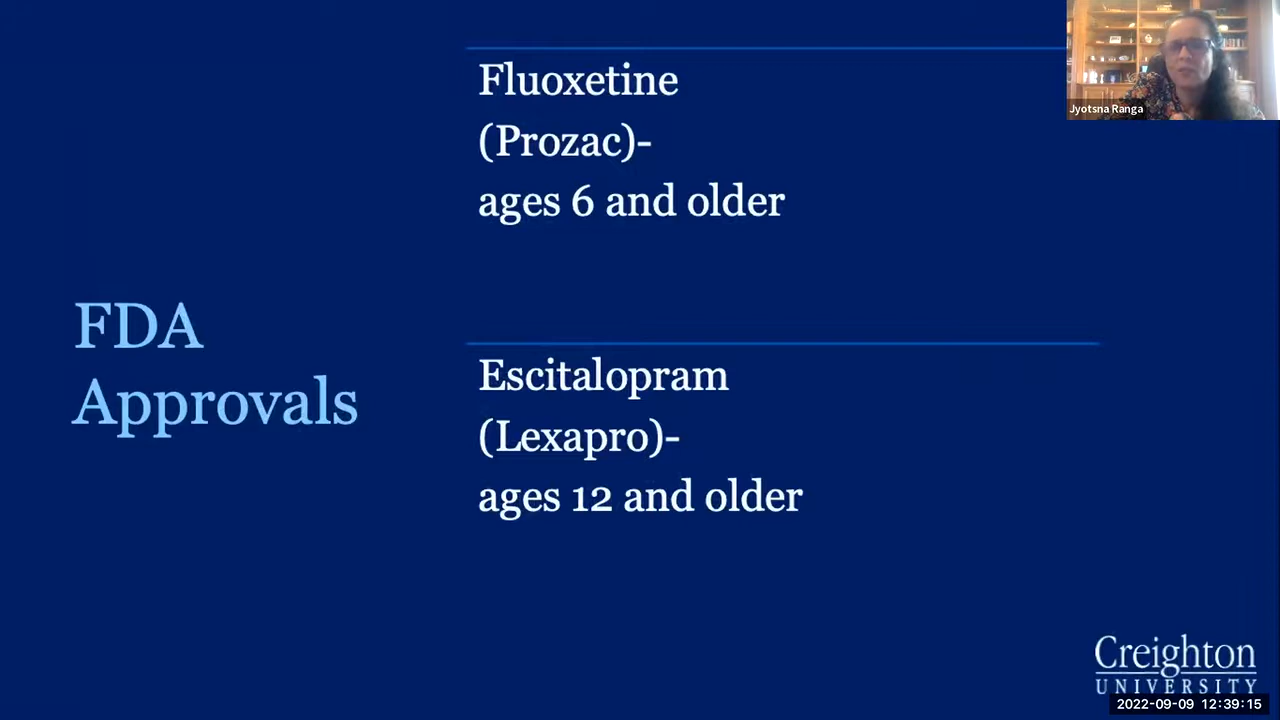 Fluoxetine
(Prozac)-
ages 6 and older
Jyotsna Ranga
FDA
Approvals
Escitalopram
(Lexapro)-
ages 12 and older
Creighton
UNIVERSITY
2022-09-09 12:39:15